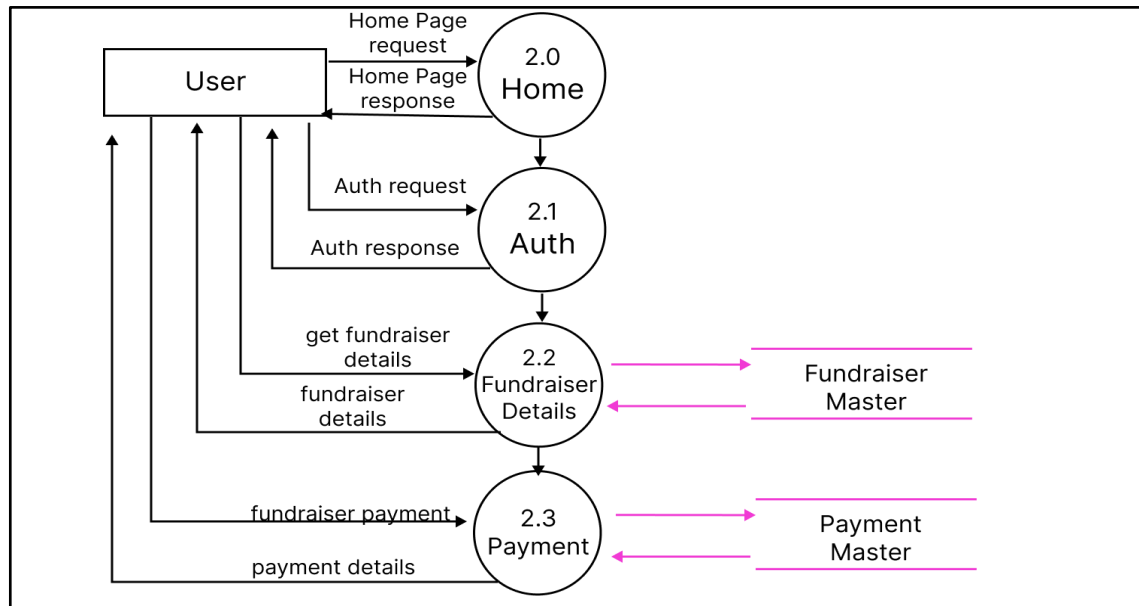 Home Page
request
User
2.0
Home
Home Page
response
Auth request
2.1
Auth
Auth response
get fundraiser
details
2.2
Fundraiser
Details
Fundraiser
Master
fundraiser
details
fundraiser payment
2.3
Payment
Payment
Master
payment details